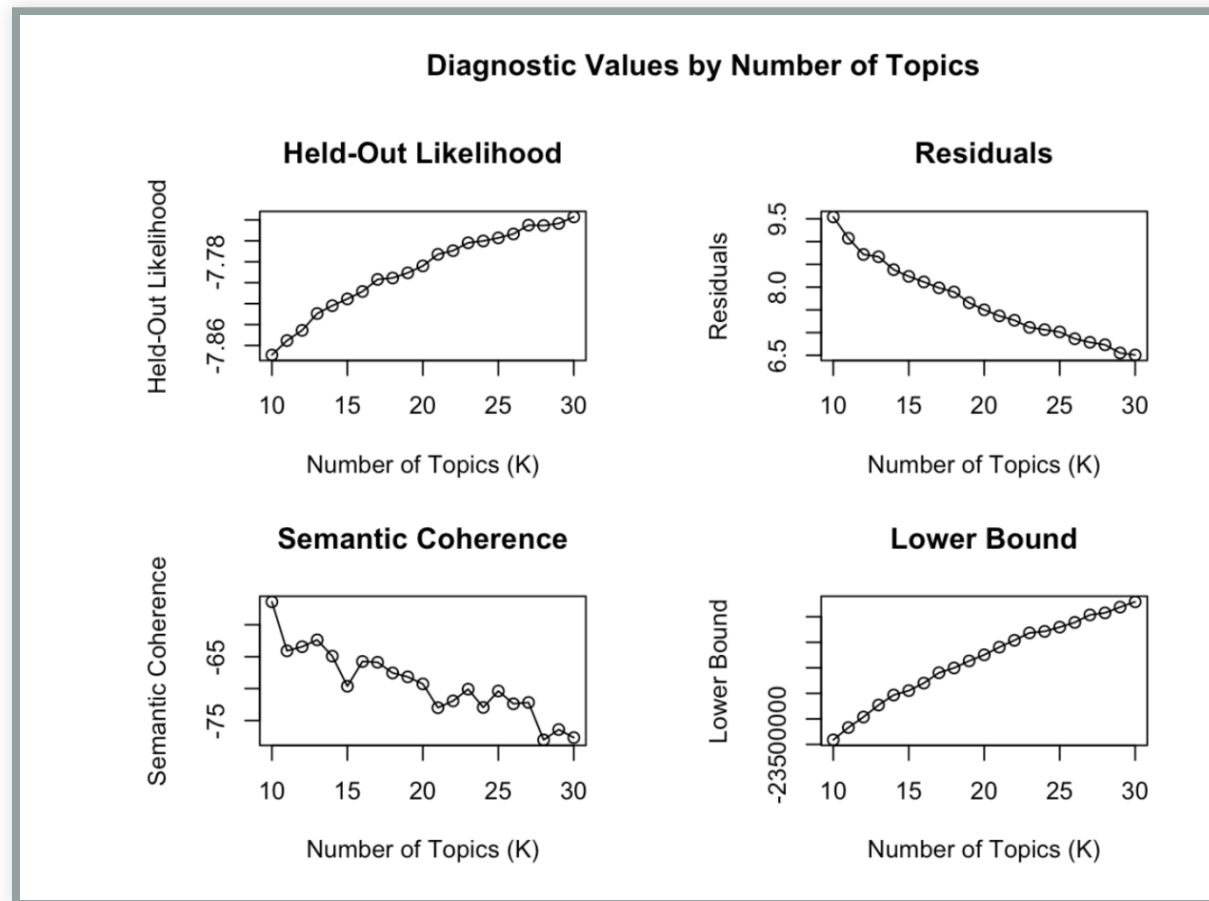 Diagnostic Values by Number of Topics
Held-Out Likelihood
Held-Out Likelihood
-7.86
-7.78
10 15 20 25 30
Number of Topics (K)
Residuals
Residuals
6.5
8.0
9.5
10 15 20 25 30
Number of Topics (K)
Semantic Coherence
Semantic Coherence
-75
-65
10 15 20 25 30
Number of Topics (K)
Lower Bound
Lower Bound
-23500000
10 15 20 25 30
Number of Topics (K)